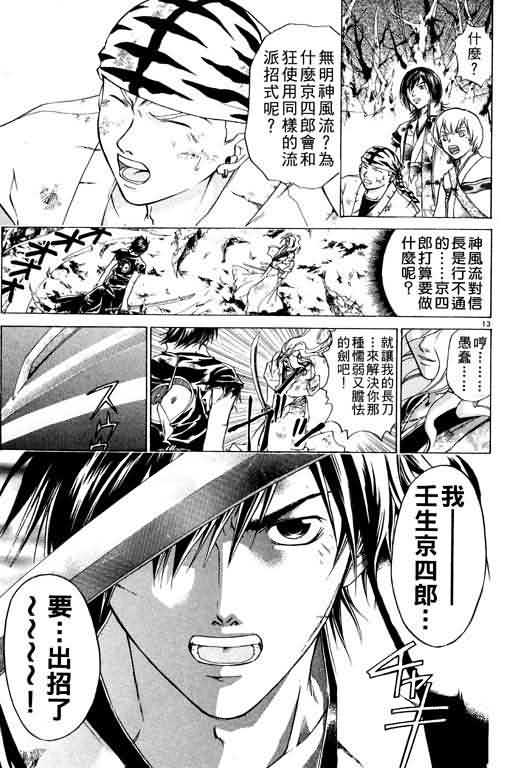 什麼?
無明神風流?為
什麼京四郎會和
狂使用同樣的流
派招式呢?
神風流對信
長是行不通
的……京四
郎打算要做
什麼呢?
13
哼……
愚蠢……
就讓我的長刀
…來解決你那
種懦弱又膽怯
的劍吧!
我——
壬生京四郎…
要…出招了
~~~~!